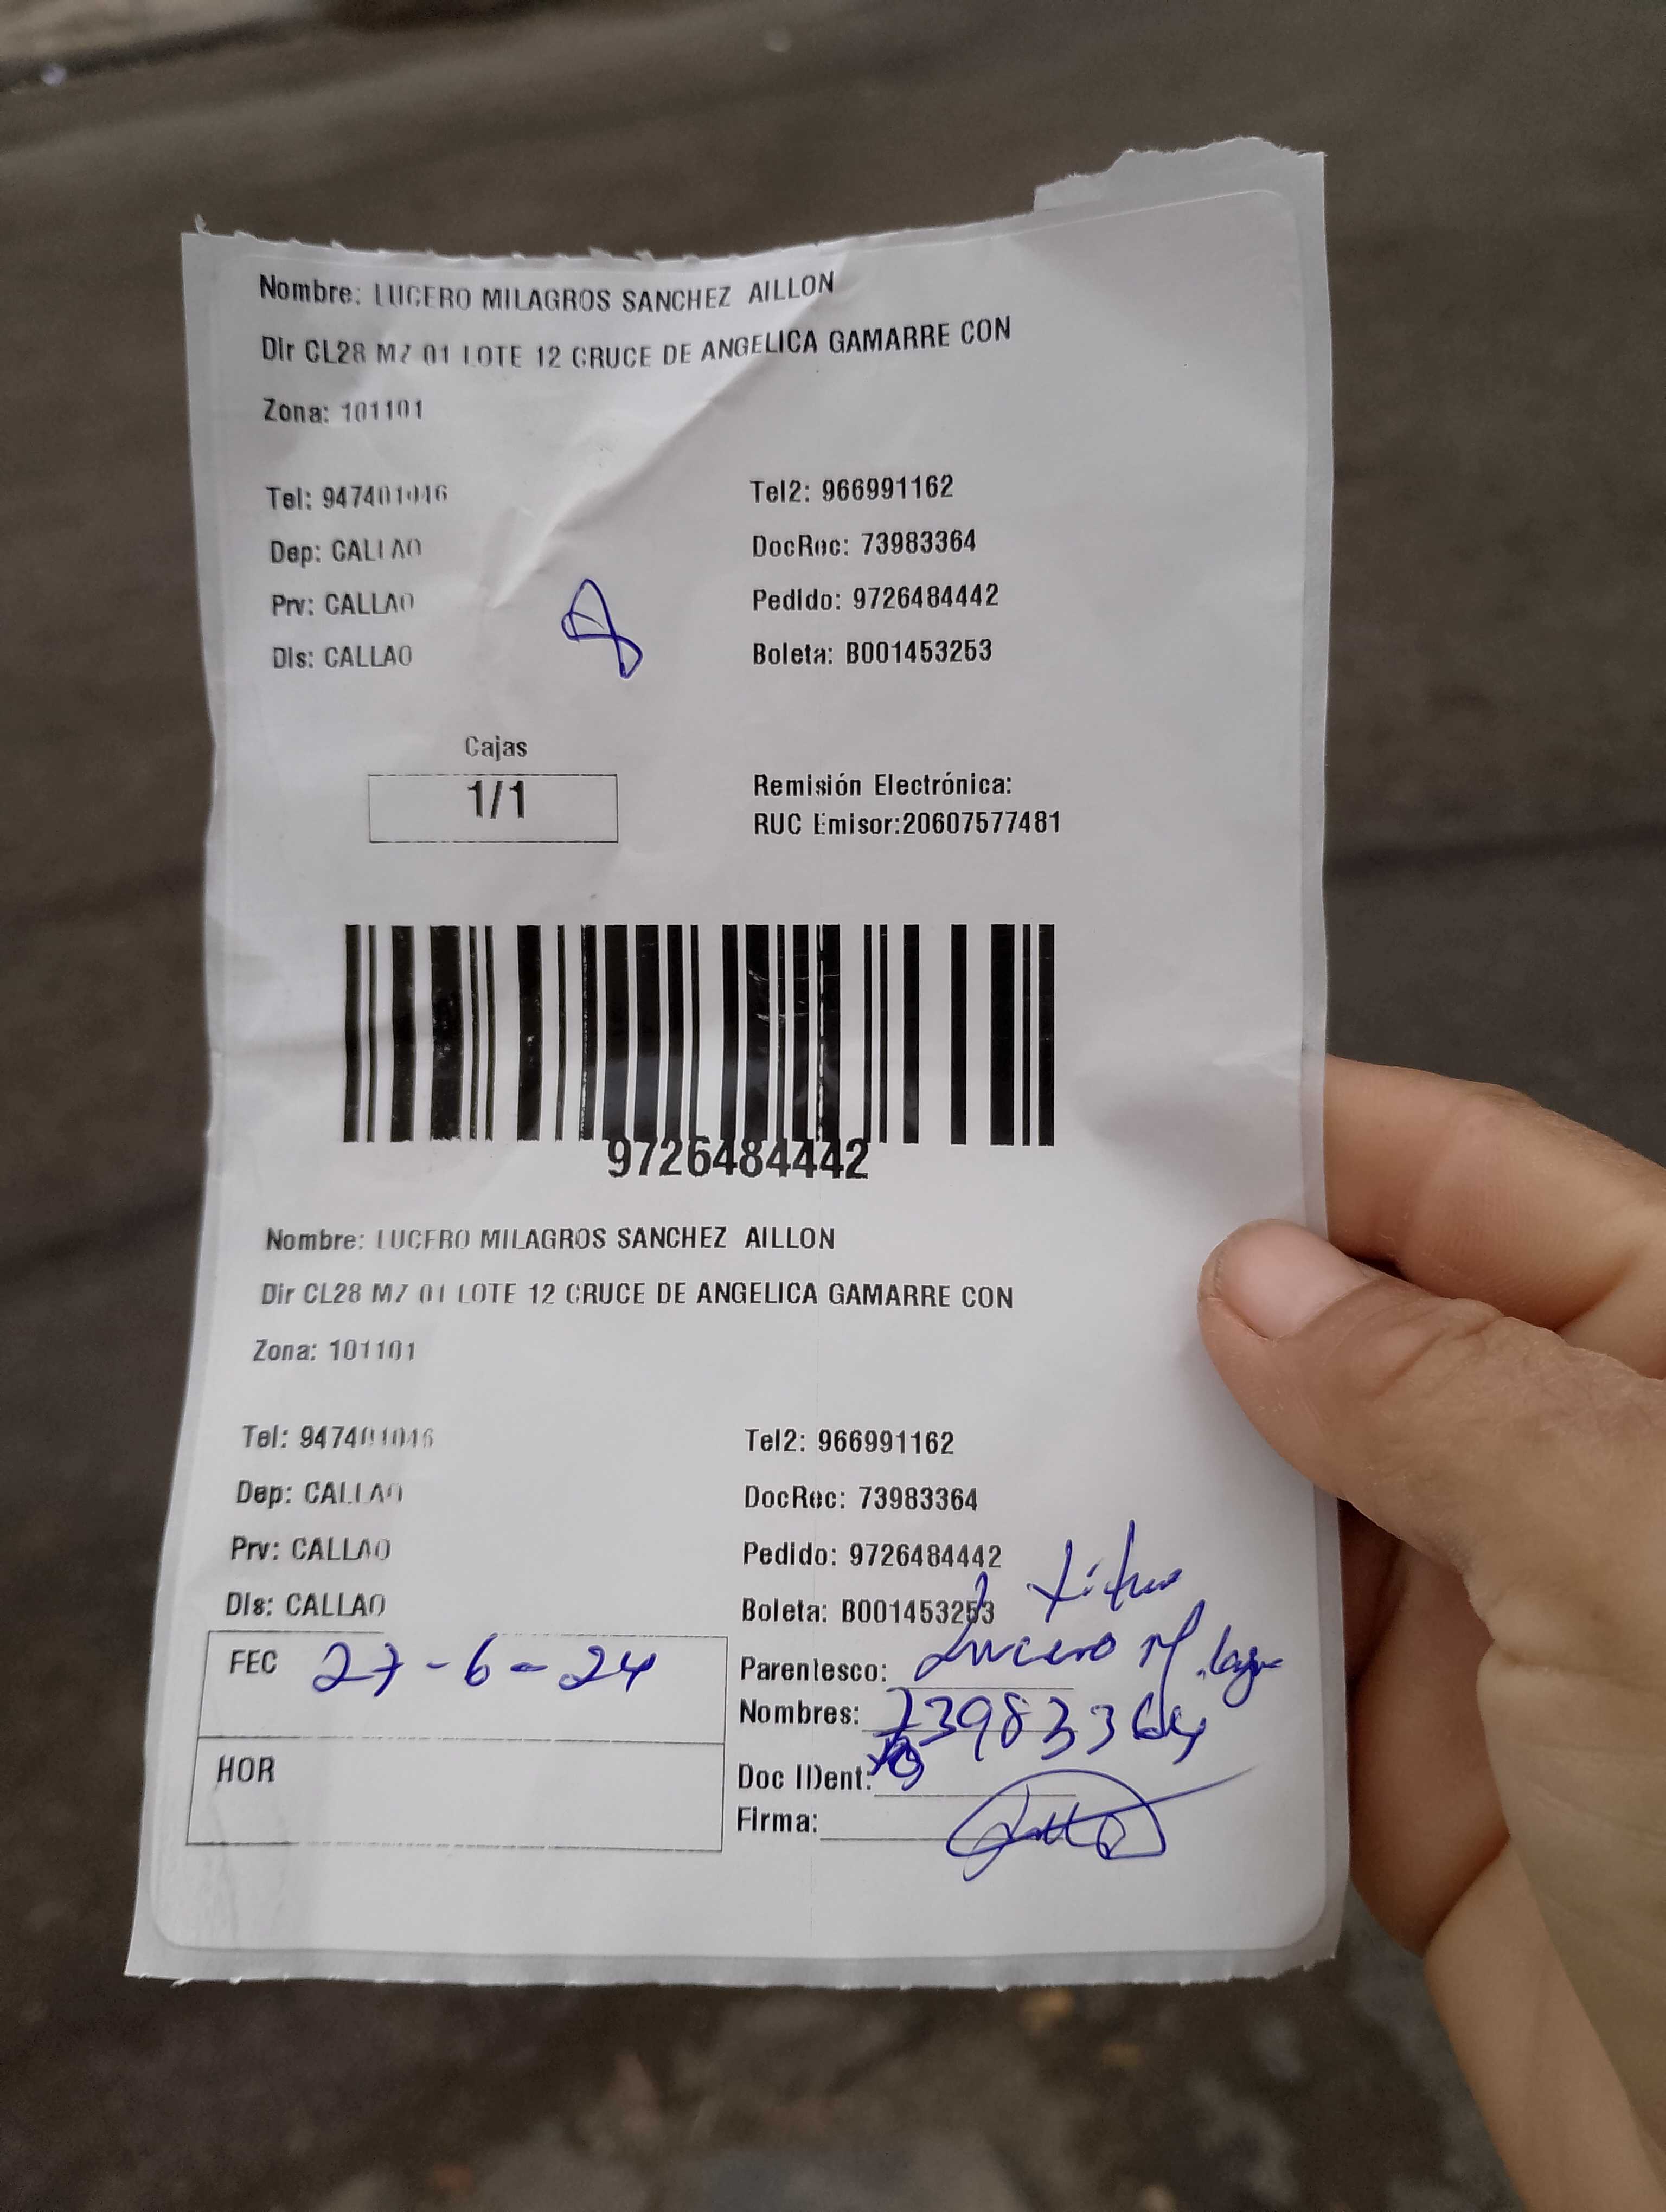 Nombre: LUCERO MILAGROS SANCHEZ AILLON
Dir CL28 MZ 01 LOTE 12 CRUCE DE ANGELICA GAMARRE CON
Zona: 101101
Tel: 947401046 Tel2: 966991162
Dep: CALLAO DocRec: 73983364
Prv: CALLAO Pedido: 9726484442
Dis: CALLAO Boleta: B001453253
Cajas
1/1
Remisión Electrónica:
RUC Emisor:20607577481
9726484442
Nombre: LUCERO MILAGROS SANCHEZ AILLON
Dir CL28 MZ 01 LOTE 12 CRUCE DE ANGELICA GAMARRE CON
Zona: 101101
Tel: 947401046 Tel2: 966991162
Dep: CALLAO DocRec: 73983364
Prv: CALLAO Pedido: 9726484442
Dis: CALLAO Boleta: B001453253
FEC 27-6-24
Parentesco: Lucero Milagro
Nombres: 73983364
HOR
Doc IDent:
Firma: